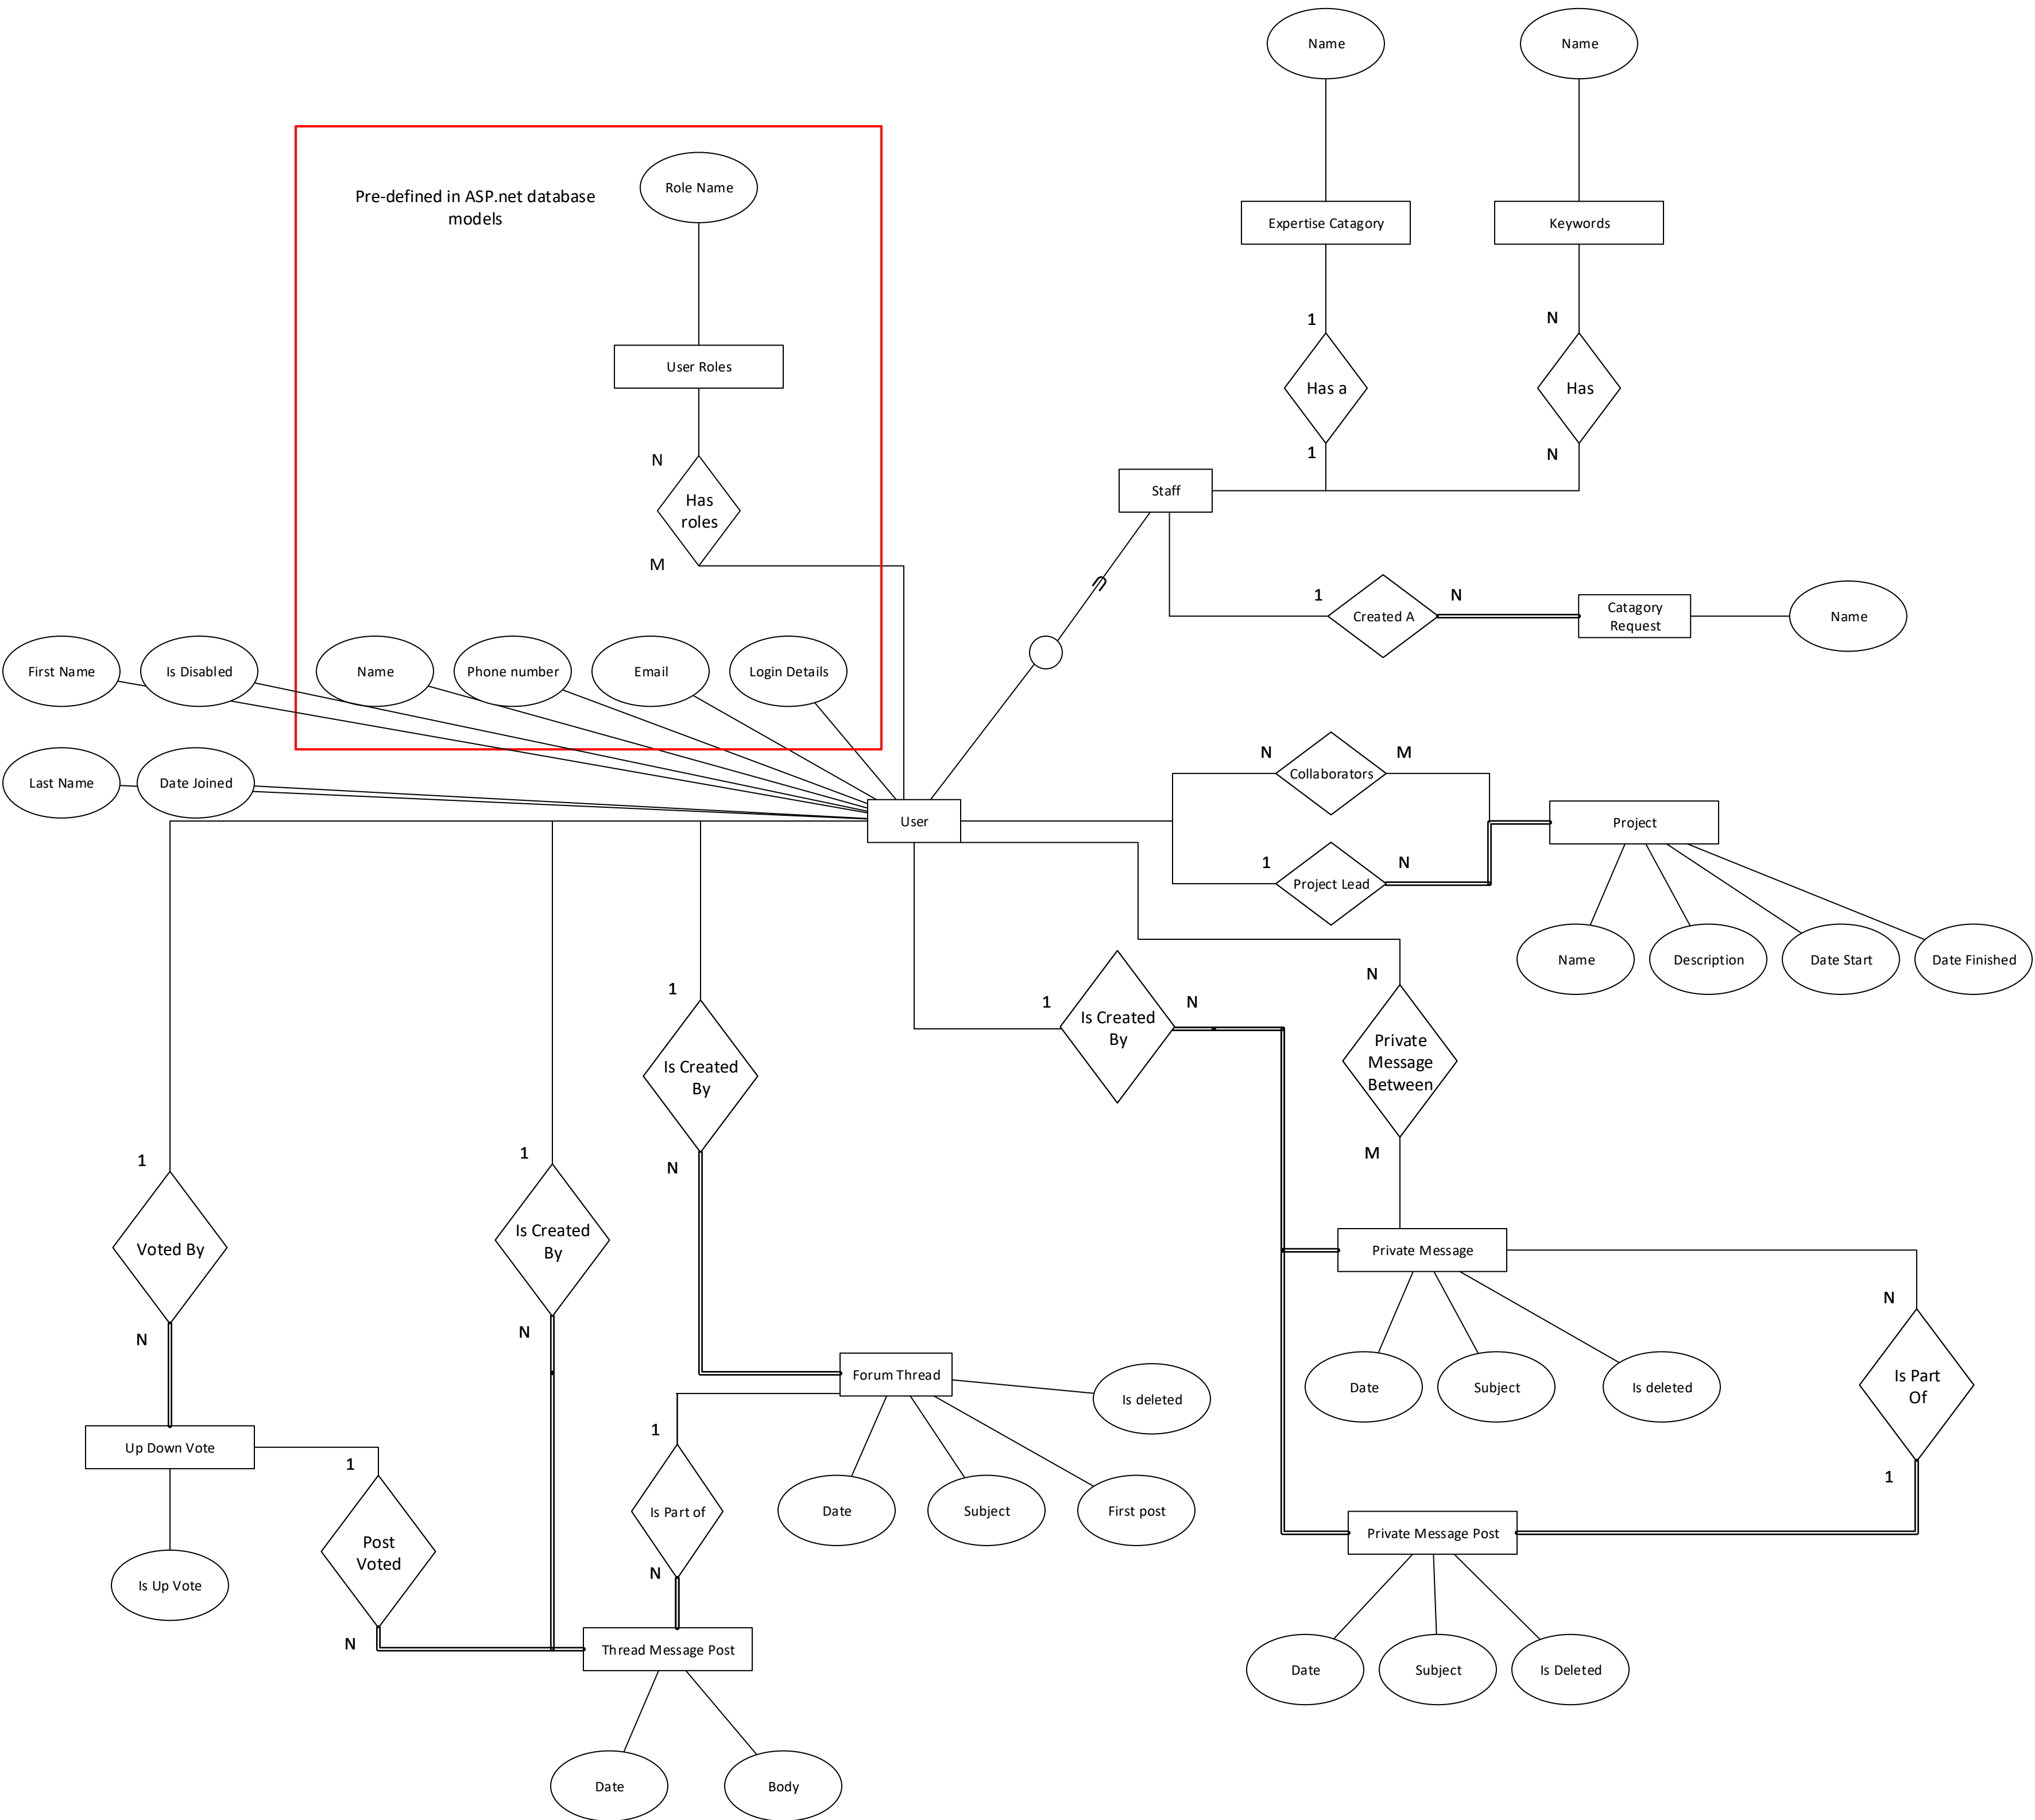 Name
Name
Pre-defined in ASP.net database
models
Role Name
Expertise Catagory
Keywords
1
N
User Roles
Has a
Has
1
N
N
Has
roles
M
Staff
1
N
Created A
Catagory
Request
Name
First Name
Is Disabled
Name
Phone number
Email
Login Details
Last Name
Date Joined
User
N
M
Collaborators
Project
1
N
Project Lead
Name
Description
Date Start
Date Finished
1
Is Created
By
N
1
Is Created
By
N
N
Private
Message
Between
M
1
Voted By
N
1
Is Created
By
N
Private Message
N
Is Part
Of
1
Date
Subject
Is deleted
Forum Thread
Is deleted
Up Down Vote
1
Post
Voted
N
1
Is Part of
N
Date
Subject
First post
Is Up Vote
Private Message Post
Thread Message Post
Date
Subject
Is Deleted
Date
Body